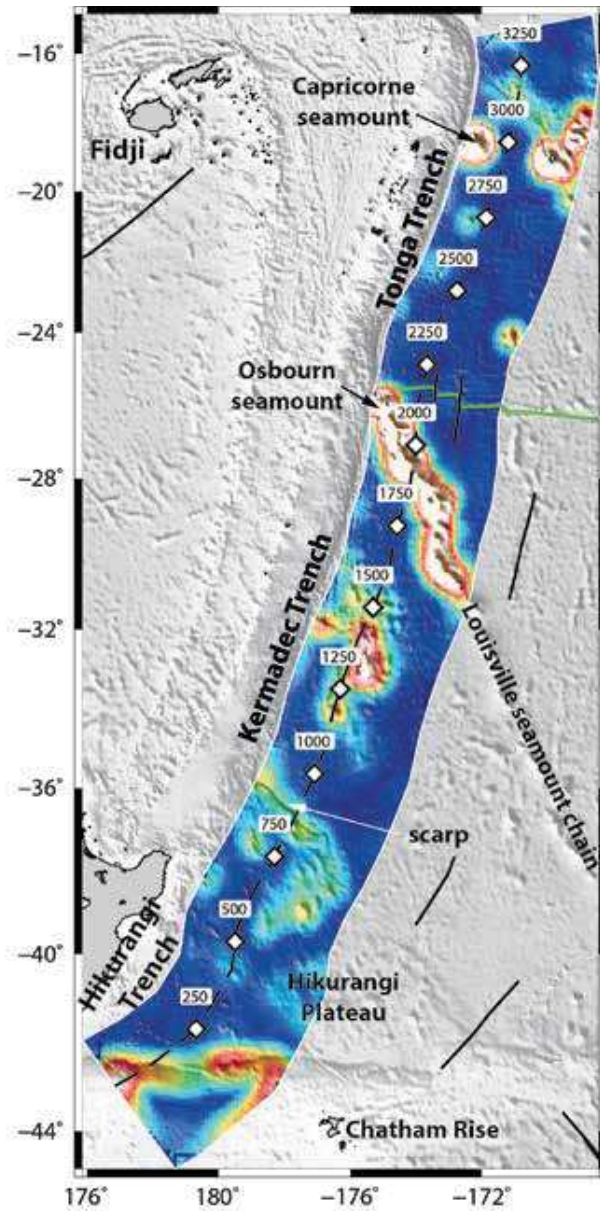 −16°
−20°
−24°
−28°
−32°
−36°
−40°
−44°
3250
Capricorne
seamount
3000
Fidji
2750
Tonga Trench
2500
2250
Osbourn
seamount
2000
1750
1500
Kermadec Trench
1250
Louisville seamount chain
1000
750
scarp
500
Hikurangi
Trench
Hikurangi
Plateau
250
Chatham Rise
176°
180°
−176°
−172°